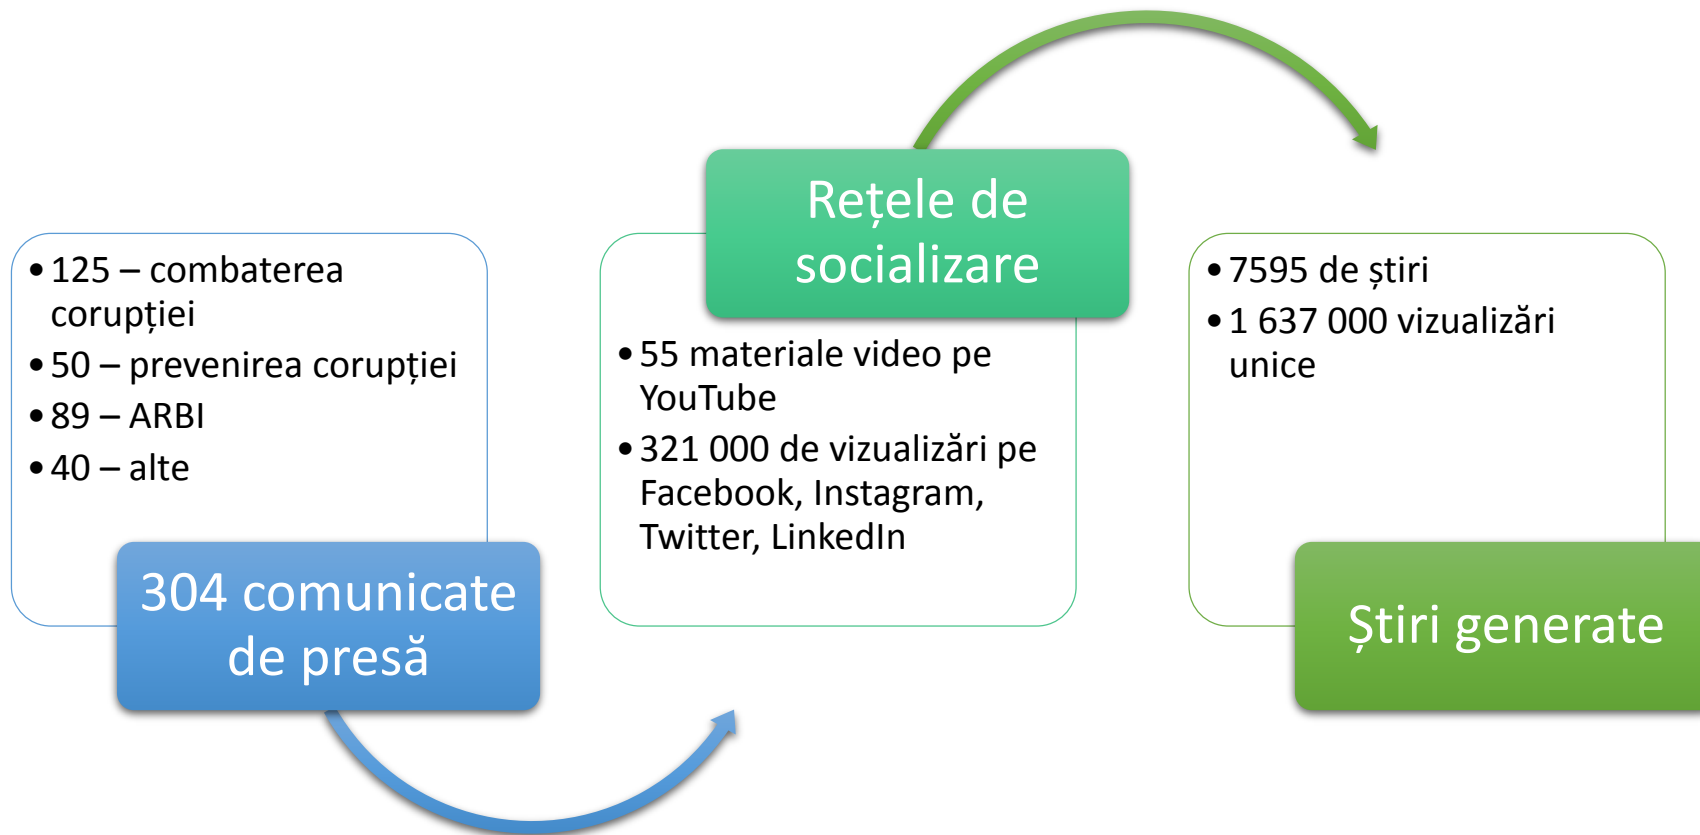 • 125 – combaterea
corupției
• 50 – prevenirea corupției
• 89 – ARBI
• 40 – alte
304 comunicate
de presă
Rețele de
socializare
• 55 materiale video pe
YouTube
• 321 000 de vizualizări pe
Facebook, Instagram,
Twitter, LinkedIn
• 7595 de știri
• 1 637 000 vizualizări
unice
Știri generate